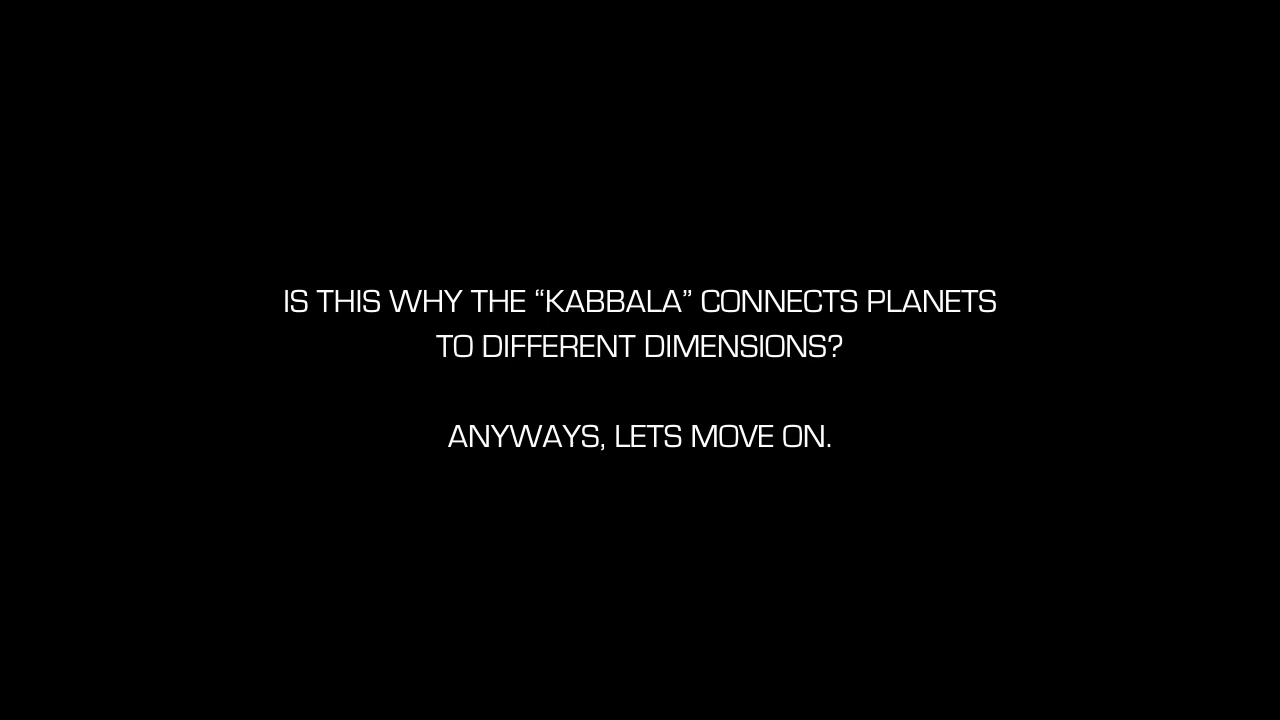 IS THIS WHY THE “KABBALA” CONNECTS PLANETS
TO DIFFERENT DIMENSIONS?
ANYWAYS, LETS MOVE ON.